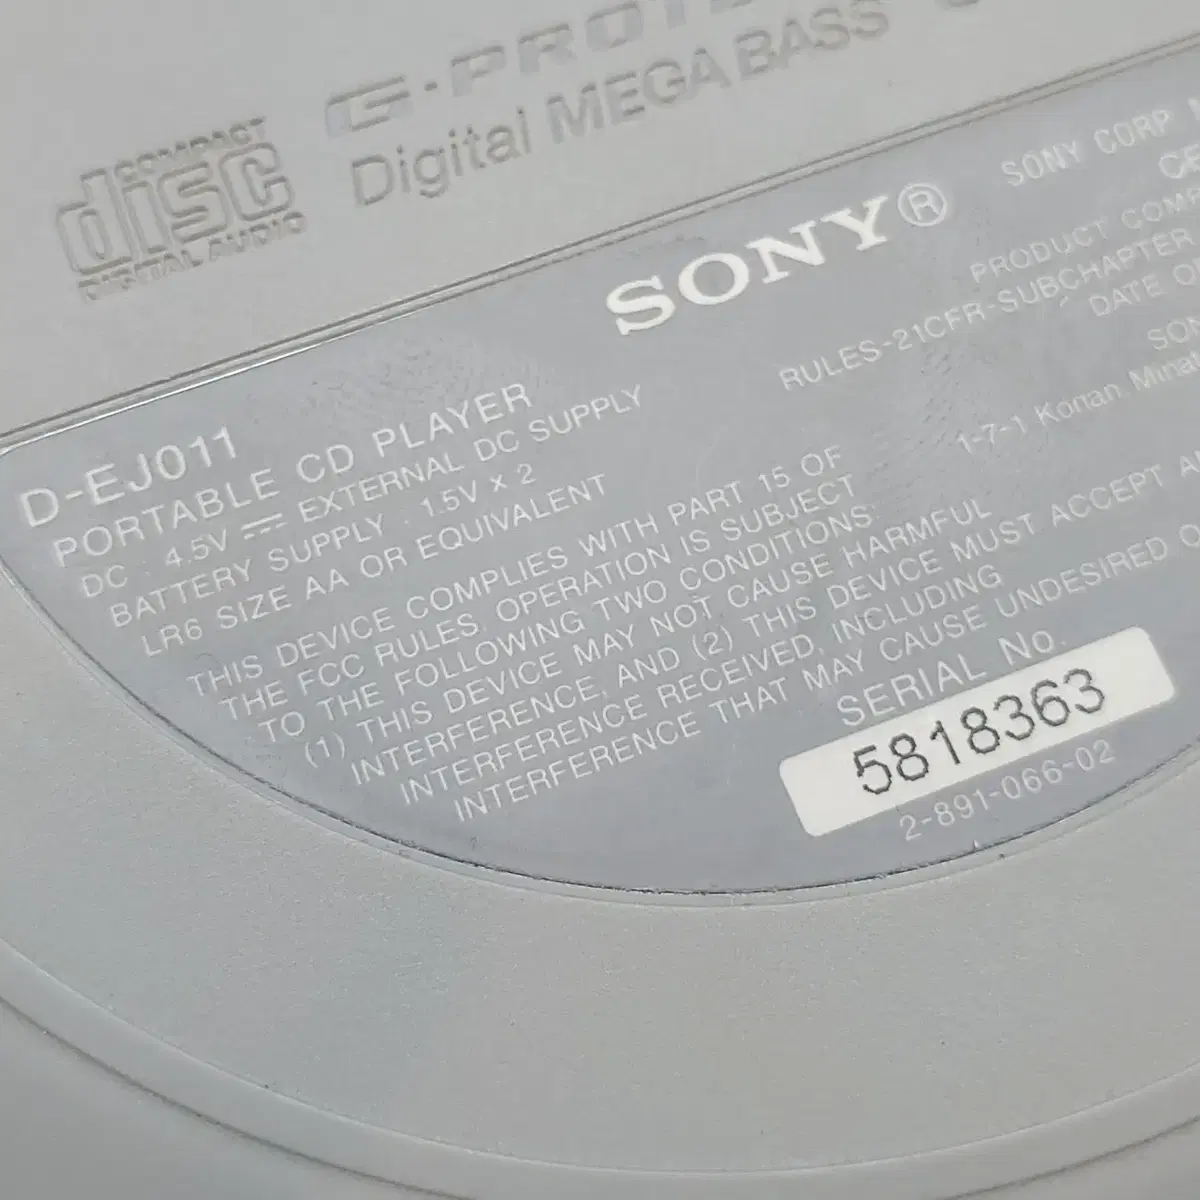 G·PROT
Digital MEGA BASS
COMPACT
disc
DIGITAL AUDIO
SONY®
SONY CORP
PRODUCT COMP
RULES-21CFR-SUBCHAPTER
DATE
1-7-1 Konan Minat
D-EJ011
PORTABLE CD PLAYER
DC : 4.5V ⎓ EXTERNAL DC SUPPLY
BATTERY SUPPLY : 1.5V x 2
LR6 SIZE AA OR EQUIVALENT
THIS DEVICE COMPLIES WITH PART 15 OF
THE FCC RULES. OPERATION IS SUBJECT
TO THE FOLLOWING TWO CONDITIONS:
(1) THIS DEVICE MAY NOT CAUSE HARMFUL
INTERFERENCE, AND (2) THIS DEVICE MUST ACCEPT
INTERFERENCE RECEIVED, INCLUDING
INTERFERENCE THAT MAY CAUSE UNDESIRED
SERIAL No.
5818363
2-891-066-02